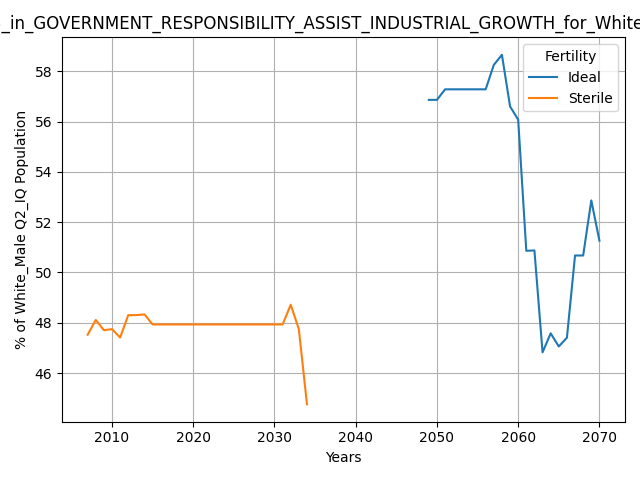 _in_GOVERNMENT_RESPONSIBILITY_ASSIST_INDUSTRIAL_GROWTH_for_White
% of White_Male Q2_IQ Population
58
56
54
52
50
48
46
Fertility
Ideal
Sterile
2010 2020 2030 2040 2050 2060 2070
Years